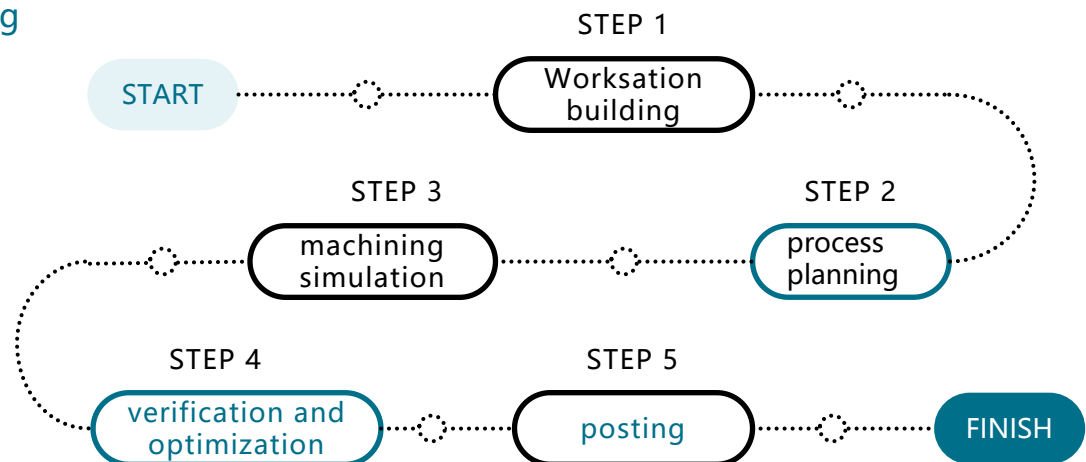 g
STEP 1
START
Worksation
building
STEP 3
STEP 2
machining
simulation
process
planning
STEP 4
STEP 5
verification and
optimization
posting
FINISH